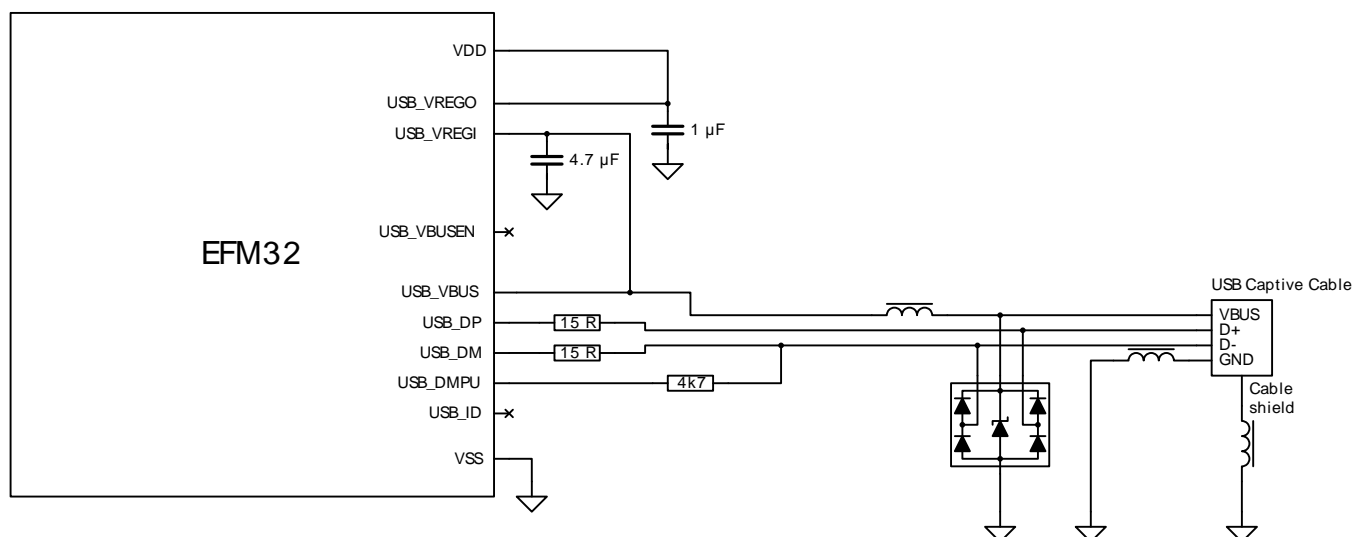 VDD
USB_VREGO
1 µF
USB_VREGI
4.7 µF
USB_VBUSEN
EFM32
USB Captive Cable
USB_VBUS
VBUS
USB_DP
15 R
D+
USB_DM
15 R
D-
GND
USB_DMPU
4k7
Cable
shield
USB_ID
VSS